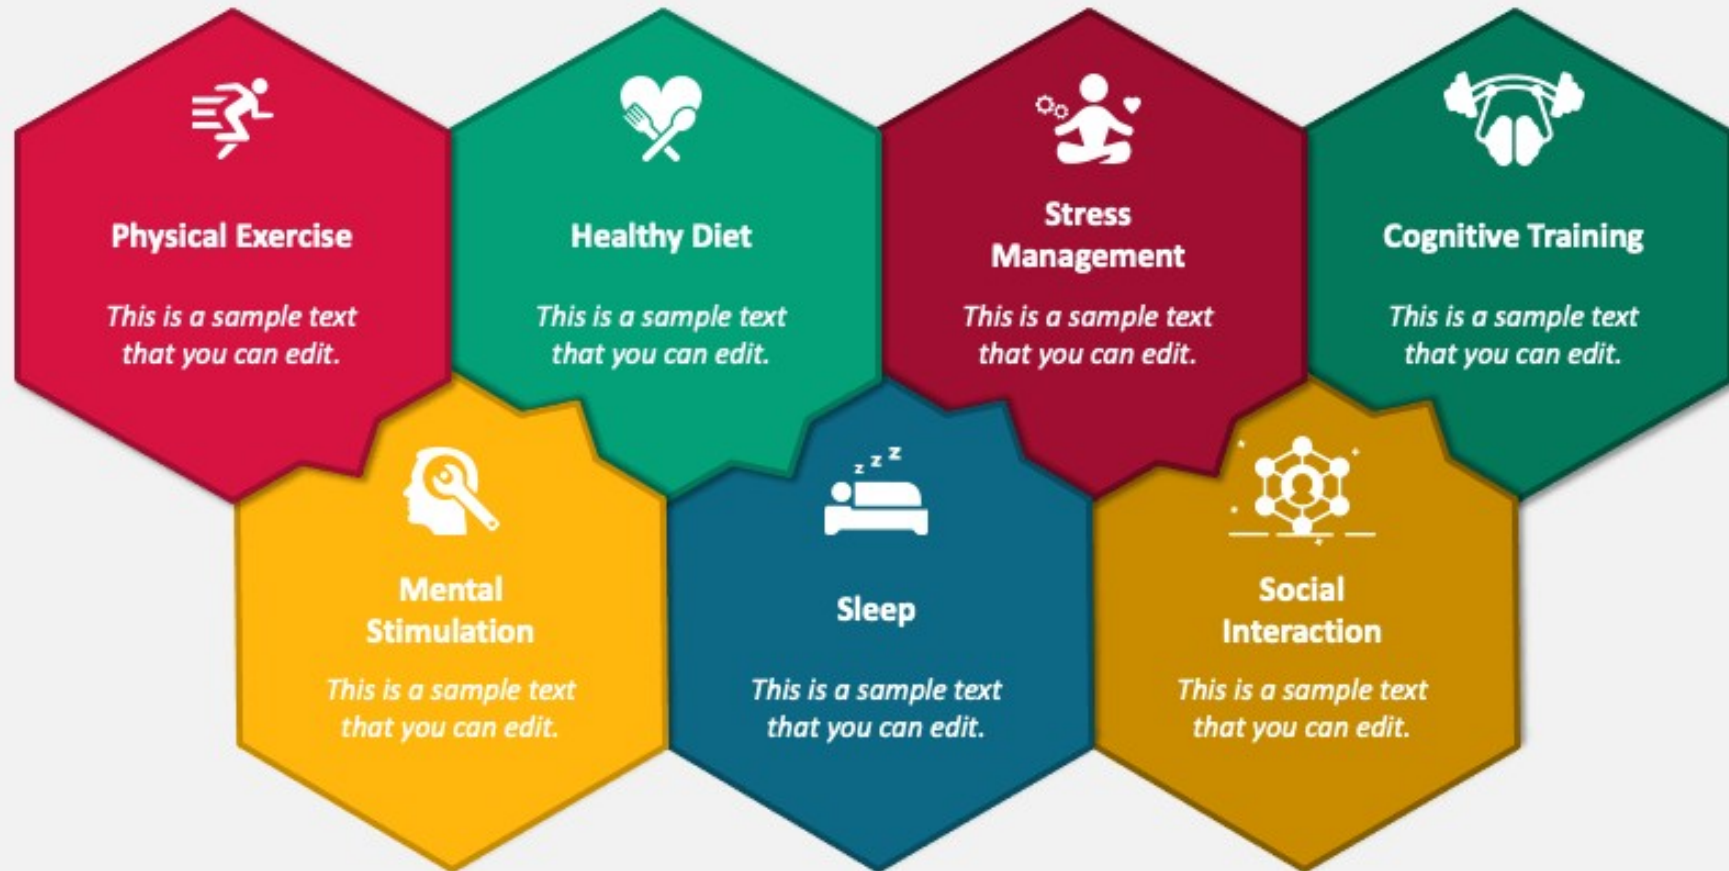 Physical Exercise
This is a sample text
that you can edit.
Healthy Diet
This is a sample text
that you can edit.
Stress
Management
This is a sample text
that you can edit.
Cognitive Training
This is a sample text
that you can edit.
Mental
Stimulation
This is a sample text
that you can edit.
z z z
Sleep
This is a sample text
that you can edit.
Social
Interaction
This is a sample text
that you can edit.